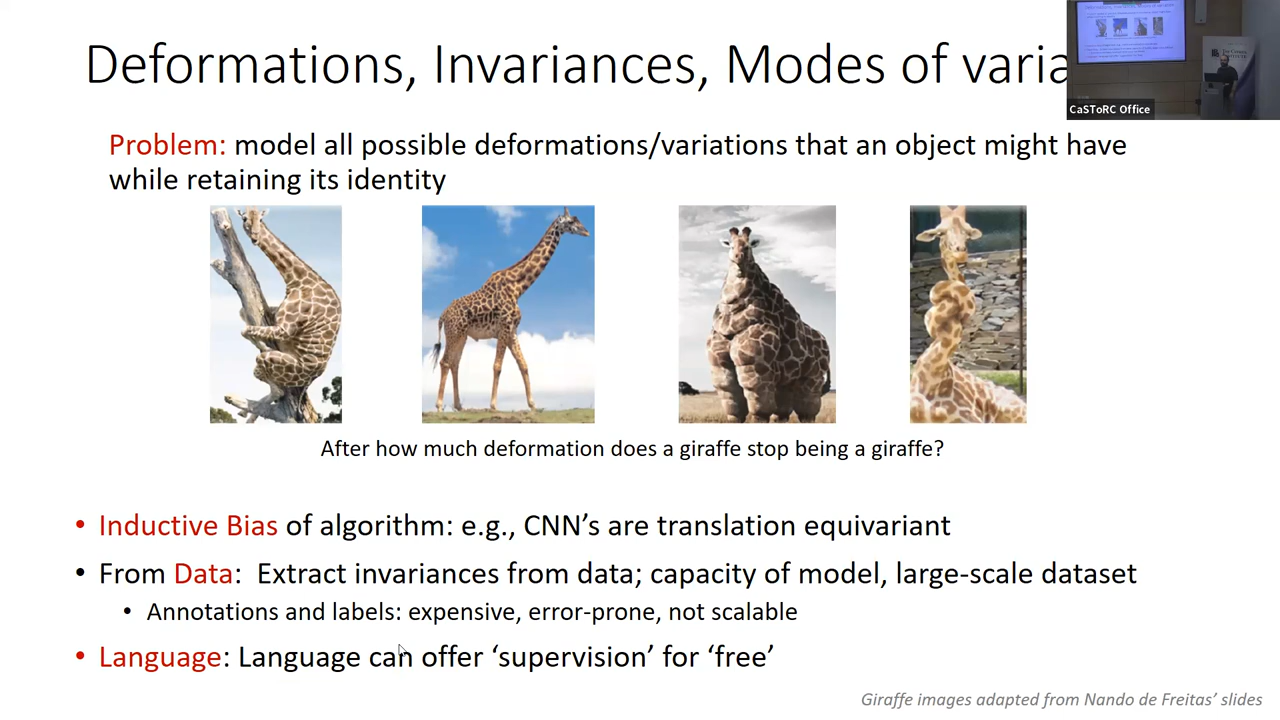 Deformations, Invariances, Modes of varia
CaSToRC Office
Problem: model all possible deformations/variations that an object might have
while retaining its identity
After how much deformation does a giraffe stop being a giraffe?
• Inductive Bias of algorithm: e.g., CNN’s are translation equivariant
• From Data: Extract invariances from data; capacity of model, large-scale dataset
• Annotations and labels: expensive, error-prone, not scalable
• Language: Language can offer ‘supervision’ for ‘free’
Giraffe images adapted from Nando de Freitas’ slides